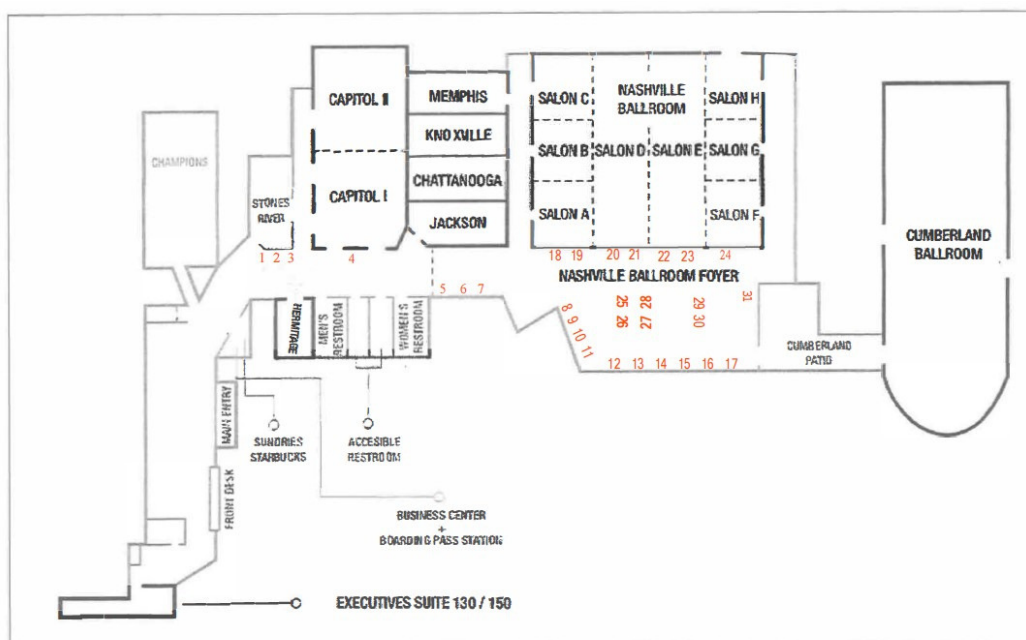 CAPITOL II
MEMPHIS
SALON C
NASHVILLE
BALLROOM
SALON H
KNOXVILLE
CHAMPIONS
SALON B
SALON D
SALON E
SALON G
CHATTANOOGA
CAPITOL I
STONES
RIVER
JACKSON
SALON A
SALON F
CUMBERLAND
BALLROOM
1 2 3
4
18 19 20 21 22 23 24
NASHVILLE BALLROOM FOYER
5 6 7
31
8
9
10
11
25
26
28
27
29
30
HERMITAGE
MEN'S
RESTROOM
WOMEN'S
RESTROOM
CUMBERLAND
PATIO
12 13 14 15 16 17
MAIN ENTRY
SUNDRIES
STARBUCKS
ACCESIBLE
RESTROOM
FRONT DESK
BUSINESS CENTER
+
BOARDING PASS STATION
EXECUTIVES SUITE 130 / 150